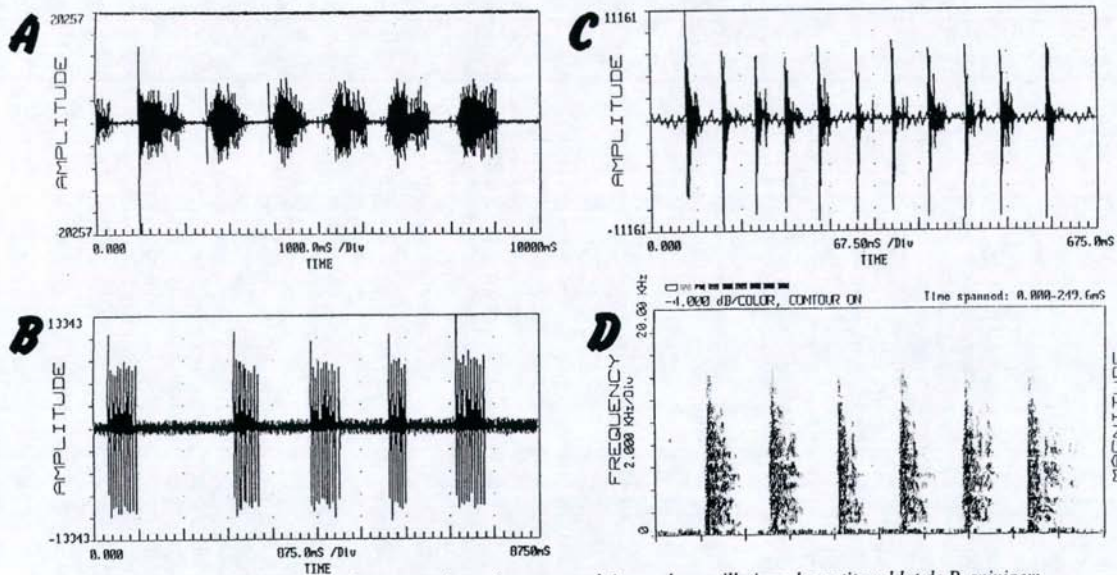 A
20257
AMPLITUDE
20257
0.000
1000.0mS /Div
10000mS
TIME
C
11161
AMPLITUDE
-11161
0.000
67.50mS /Div
675.0mS
TIME
B
13343
AMPLITUDE
-13343
0.000
875.0mS /Div
8750mS
TIME
D
-4.000 dB/COLOR, CONTOUR ON
Time spanned: 0.000-249.6mS
20.00 KHz
FREQUENCY
2.000 KHz/Div
0